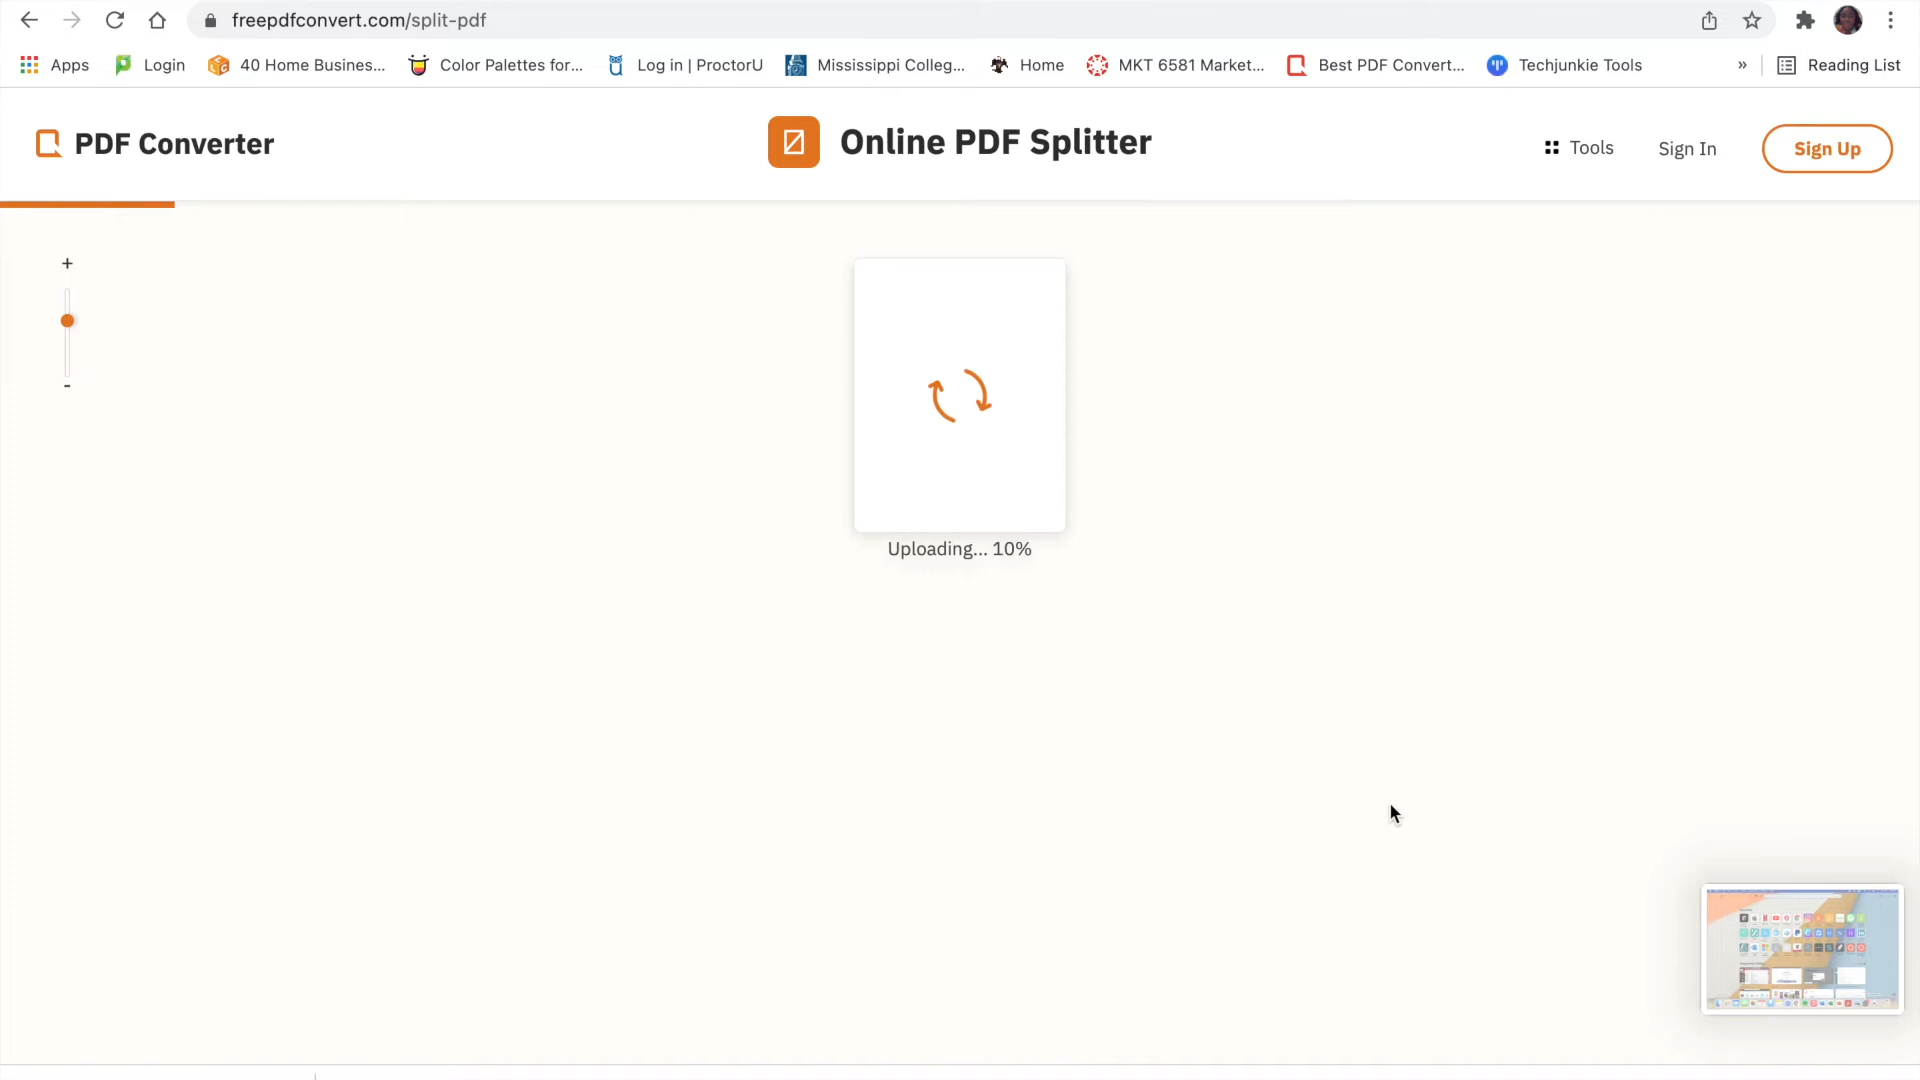 freepdfconvert.com/split-pdf
Apps Login 40 Home Busines... Color Palettes for... Log in | ProctorU Mississippi Colleg... Home MKT 6581 Market... Best PDF Convert... Techjunkie Tools » Reading List
PDF Converter Online PDF Splitter Tools Sign In Sign Up
+
-
Uploading... 10%